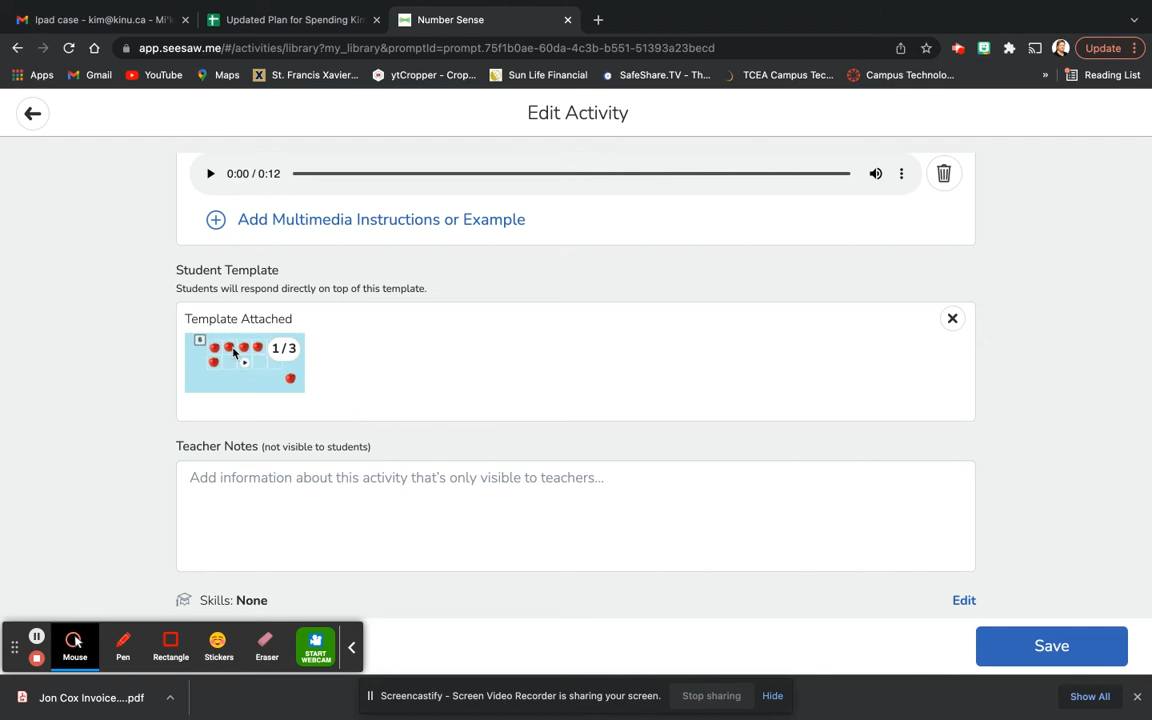 Ipad case - kim@kinu.ca - Mi'k
Updated Plan for Spending Kin
Number Sense
app.seesaw.me/#/activities/library?my_library&promptId=prompt.75f1b0ae-60da-4c3b-b551-51393a23becd
Update
Apps
Gmail
YouTube
Maps
St. Francis Xavier...
ytCropper - Crop...
Sun Life Financial
SafeShare.TV - Th...
TCEA Campus Tec...
Campus Technolo...
»
Reading List
Edit Activity
0:00 / 0:12
Add Multimedia Instructions or Example
Student Template
Students will respond directly on top of this template.
Template Attached
6
1 / 3
Teacher Notes (not visible to students)
Add information about this activity that's only visible to teachers...
Skills: None
Edit
Mouse
Pen
Rectangle
Stickers
Eraser
START WEBCAM
Save
Jon Cox Invoice....pdf
Screencastify - Screen Video Recorder is sharing your screen.
Stop sharing
Hide
Show All